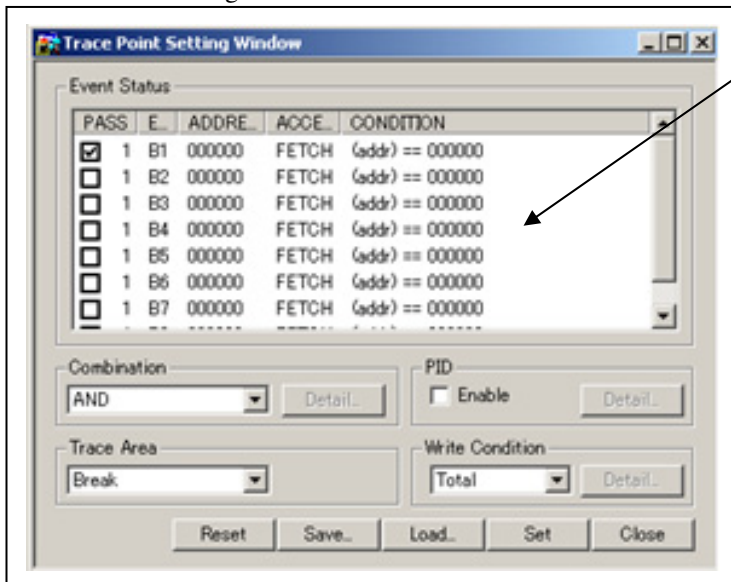 Trace Point Setting Window
Event Status
PASS E... ADDRE... ACCE... CONDITION
1 B1 000000 FETCH (addr) == 000000
1 B2 000000 FETCH (addr) == 000000
1 B3 000000 FETCH (addr) == 000000
1 B4 000000 FETCH (addr) == 000000
1 B5 000000 FETCH (addr) == 000000
1 B6 000000 FETCH (addr) == 000000
1 B7 000000 FETCH (addr) == 000000
Combination
AND Detail...
PID
Enable Detail...
Trace Area
Break
Write Condition
Total Detail...
Reset Save... Load... Set Close